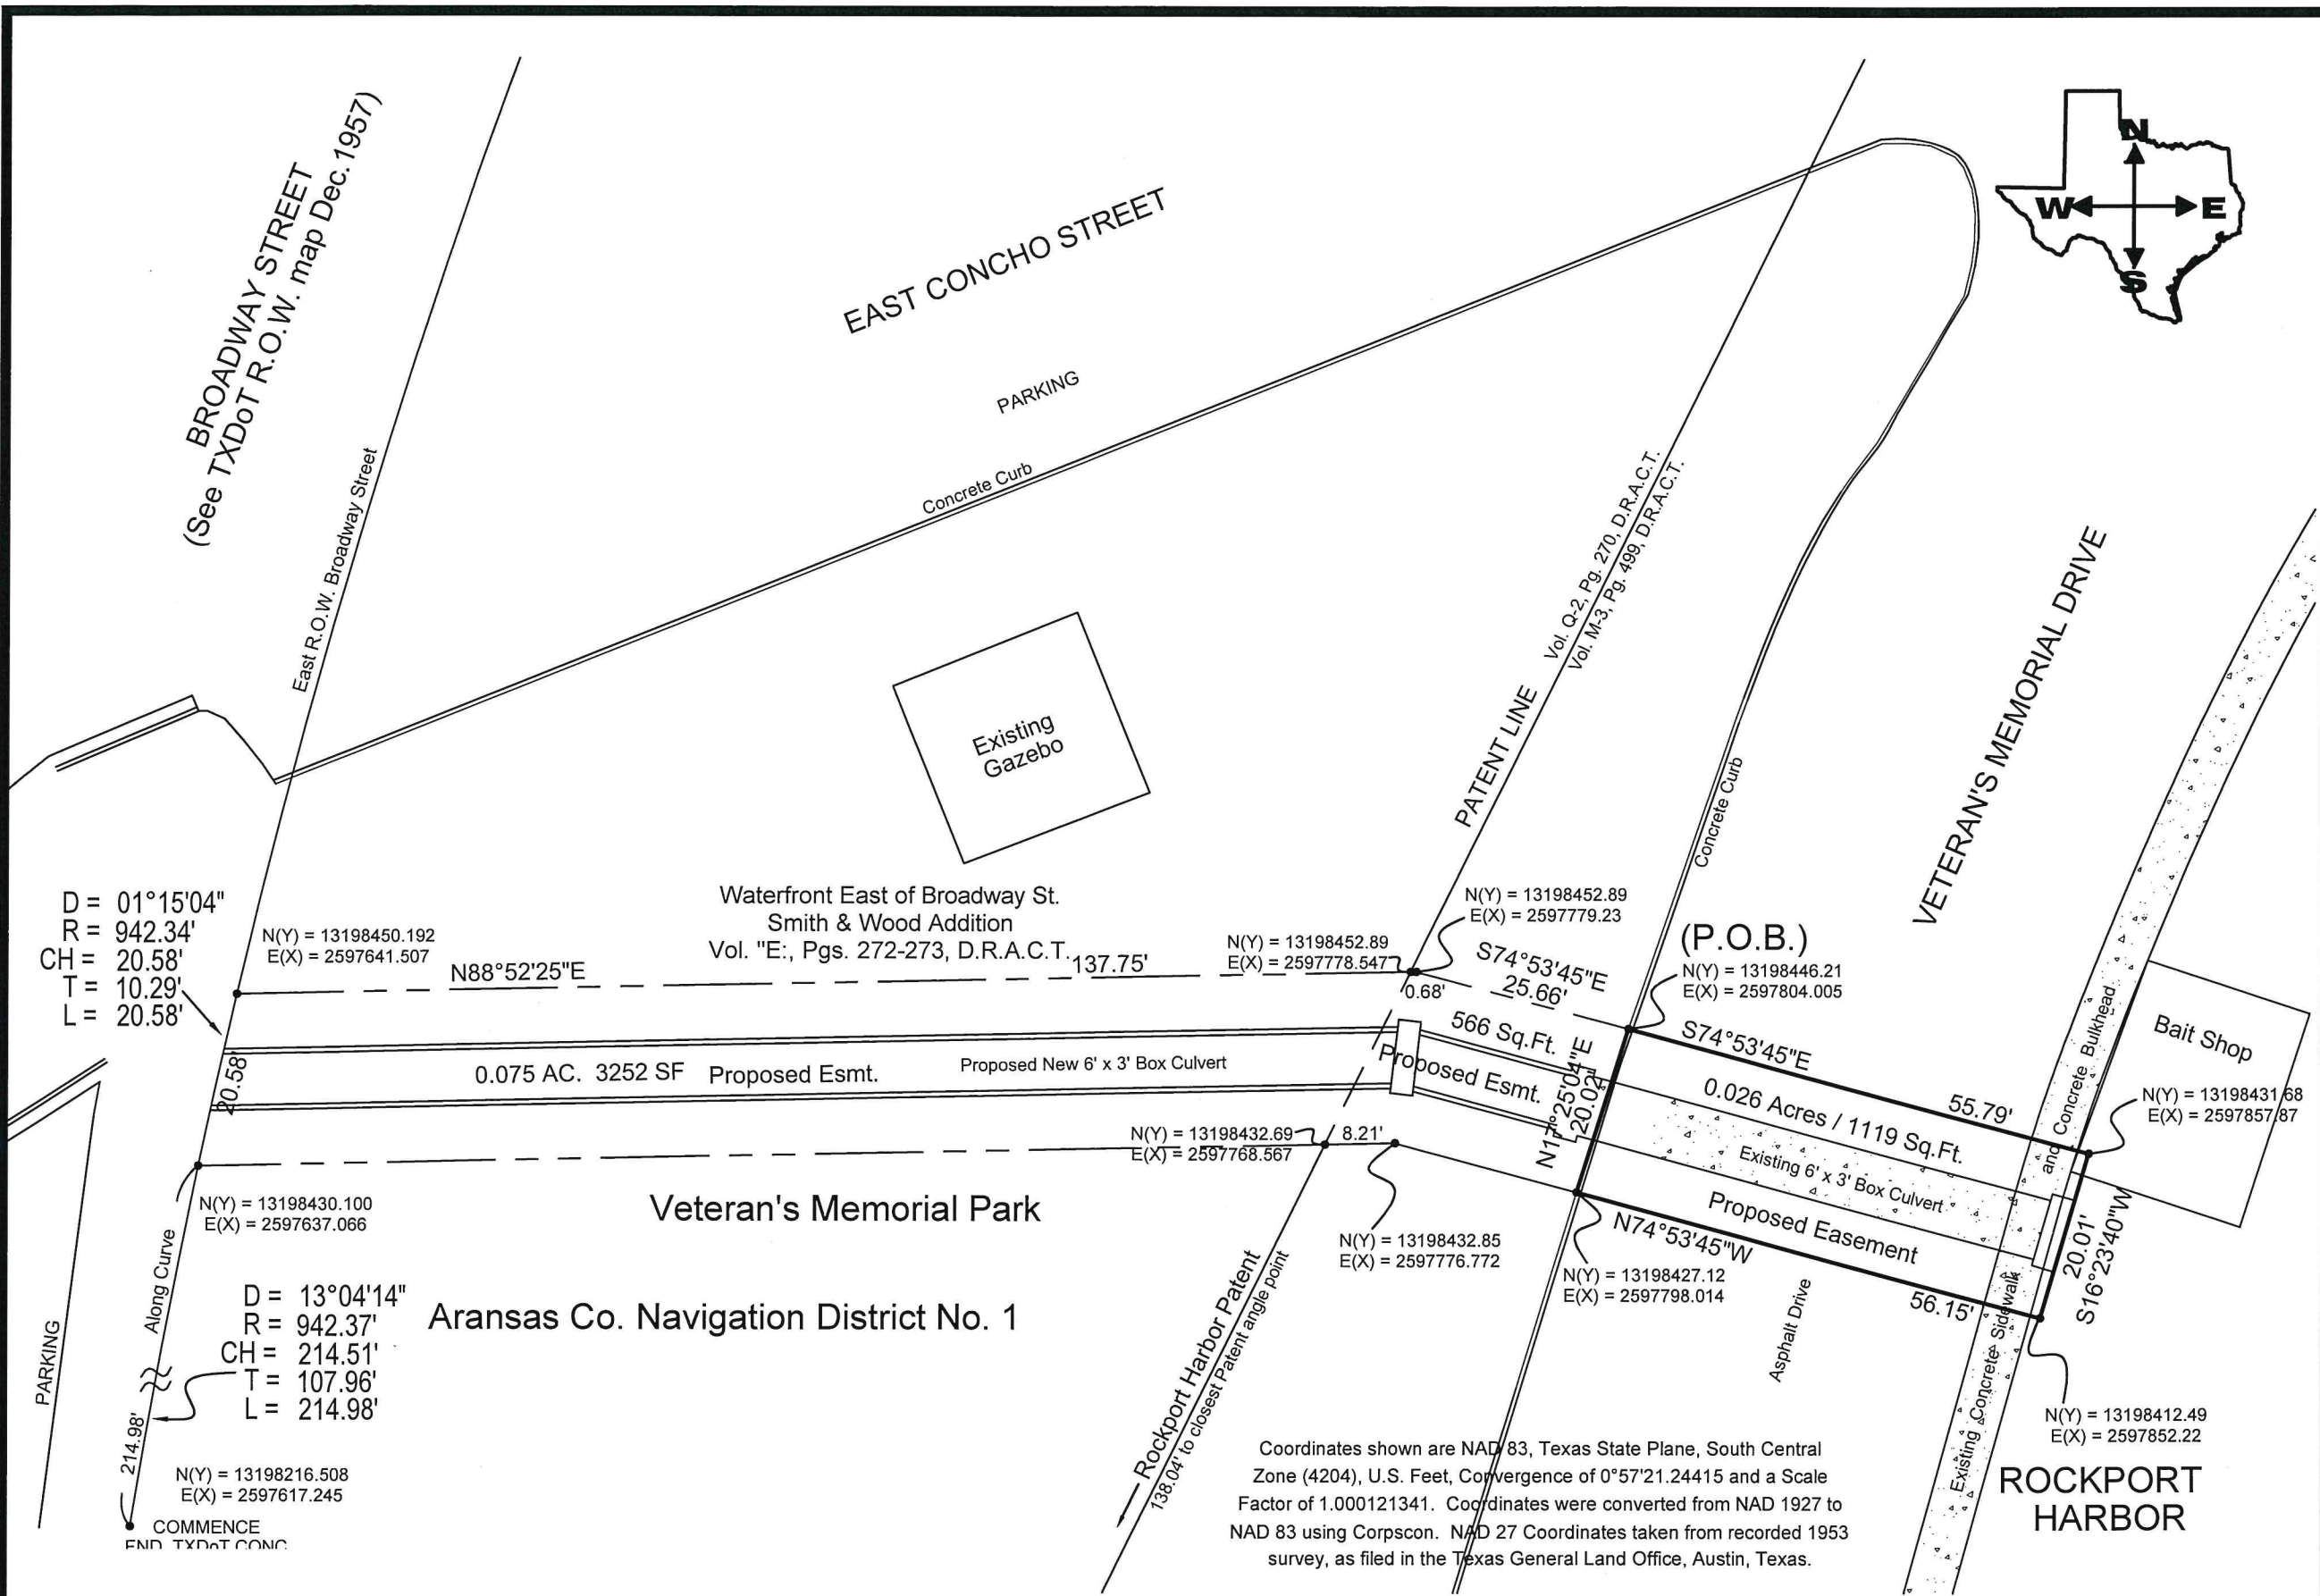 BROADWAY STREET
(See TXDoT R.O.W. map Dec.1957)
East R.O.W. Broadway Street
EAST CONCHO STREET
PARKING
Concrete Curb
N
W E
S
Vol. Q-2, Pg. 270, D.R.A.C.T.
Vol. M-3, Pg. 499, D.R.A.C.T.
PATENT LINE
Concrete Curb
VETERAN'S MEMORIAL DRIVE
Existing
Gazebo
D = 01°15'04"
R = 942.34'
CH = 20.58'
T = 10.29'
L = 20.58'
N(Y) = 13198450.192
E(X) = 2597641.507
Waterfront East of Broadway St.
Smith & Wood Addition
Vol. "E:, Pgs. 272-273, D.R.A.C.T.
N88°52'25"E
137.75'
N(Y) = 13198452.89
E(X) = 2597778.547
N(Y) = 13198452.89
E(X) = 2597779.23
0.68'
S74°53'45"E
25.66'
(P.O.B.)
N(Y) = 13198446.21
E(X) = 2597804.005
20.58'
0.075 AC. 3252 SF Proposed Esmt.
Proposed New 6' x 3' Box Culvert
566 Sq.Ft.
Proposed Esmt.
N17°25'04"E
20.02'
S74°53'45"E
55.79'
0.026 Acres / 1119 Sq.Ft.
Existing 6' x 3' Box Culvert
Proposed Easement
N74°53'45"W
56.15'
20.01'
S16°23'40"W
Existing Concrete Sidewalk
and Concrete Bulkhead
Bait Shop
N(Y) = 13198431.68
E(X) = 2597857.87
N(Y) = 13198432.69
E(X) = 2597768.567
8.21'
N(Y) = 13198432.85
E(X) = 2597776.772
N(Y) = 13198427.12
E(X) = 2597798.014
Asphalt Drive
N(Y) = 13198430.100
E(X) = 2597637.066
Veteran's Memorial Park
Aransas Co. Navigation District No. 1
Along Curve
214.98'
D = 13°04'14"
R = 942.37'
CH = 214.51'
T = 107.96'
L = 214.98'
PARKING
N(Y) = 13198216.508
E(X) = 2597617.245
COMMENCE
END TXDoT CONC
Rockport Harbor Patent
138.04' to closest Patent angle point
N(Y) = 13198412.49
E(X) = 2597852.22
ROCKPORT
HARBOR
Coordinates shown are NAD 83, Texas State Plane, South Central
Zone (4204), U.S. Feet, Convergence of 0°57'21.24415 and a Scale
Factor of 1.000121341. Coordinates were converted from NAD 1927 to
NAD 83 using Corpscon. NAD 27 Coordinates taken from recorded 1953
survey, as filed in the Texas General Land Office, Austin, Texas.